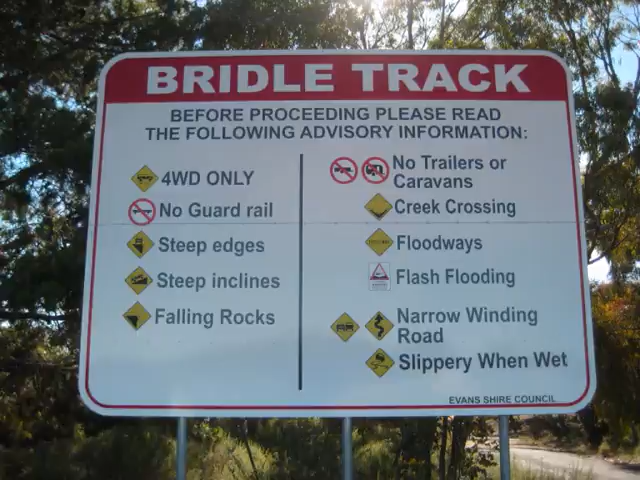 BRIDLE TRACK
BEFORE PROCEEDING PLEASE READ
THE FOLLOWING ADVISORY INFORMATION:
4WD ONLY
No Guard rail
Steep edges
Steep inclines
Falling Rocks
No Trailers or
Caravans
Creek Crossing
Floodways
Flash Flooding
Narrow Winding
Road
Slippery When Wet
EVANS SHIRE COUNCIL